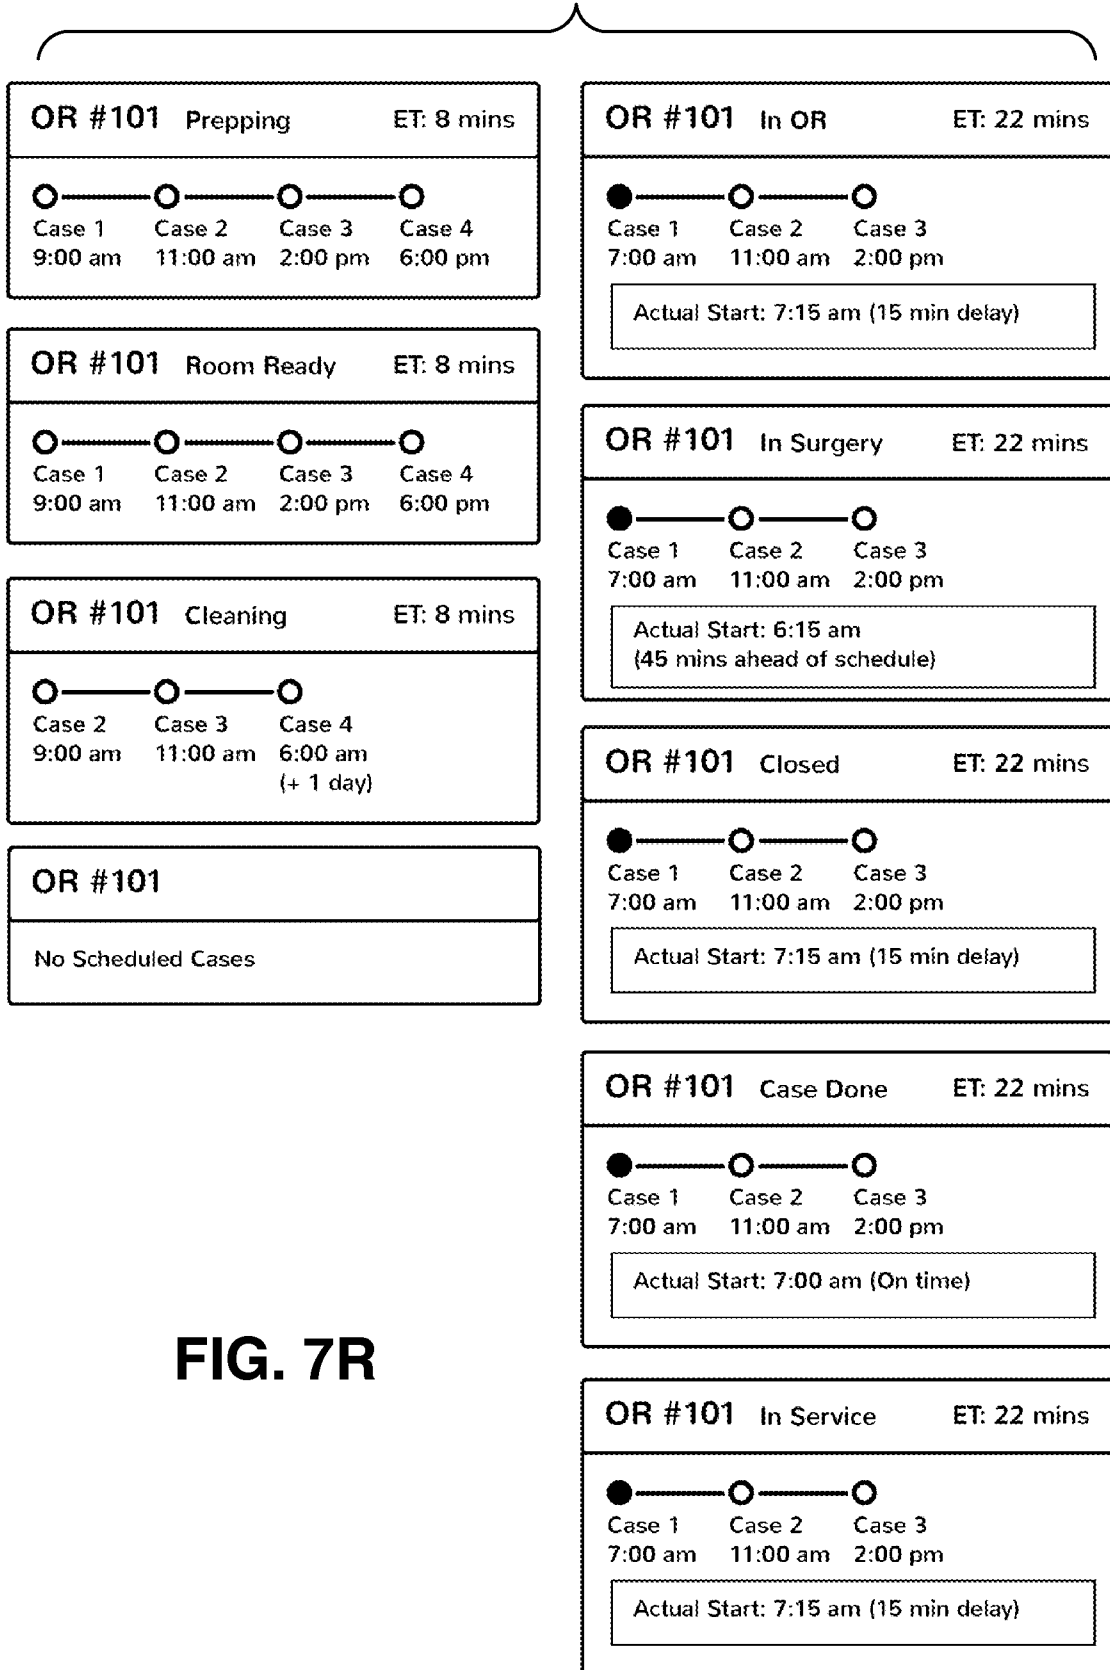 OR #101 Prepping ET: 8 mins
Case 1 Case 2 Case 3 Case 4
9:00 am 11:00 am 2:00 pm 6:00 pm
OR #101 Room Ready ET: 8 mins
Case 1 Case 2 Case 3 Case 4
9:00 am 11:00 am 2:00 pm 6:00 pm
OR #101 Cleaning ET: 8 mins
Case 2 Case 3 Case 4
9:00 am 11:00 am 6:00 am
(+ 1 day)
OR #101
No Scheduled Cases
OR #101 In OR ET: 22 mins
Case 1 Case 2 Case 3
7:00 am 11:00 am 2:00 pm
Actual Start: 7:15 am (15 min delay)
OR #101 In Surgery ET: 22 mins
Case 1 Case 2 Case 3
7:00 am 11:00 am 2:00 pm
Actual Start: 6:15 am
(45 mins ahead of schedule)
OR #101 Closed ET: 22 mins
Case 1 Case 2 Case 3
7:00 am 11:00 am 2:00 pm
Actual Start: 7:15 am (15 min delay)
OR #101 Case Done ET: 22 mins
Case 1 Case 2 Case 3
7:00 am 11:00 am 2:00 pm
Actual Start: 7:00 am (On time)
OR #101 In Service ET: 22 mins
Case 1 Case 2 Case 3
7:00 am 11:00 am 2:00 pm
Actual Start: 7:15 am (15 min delay)
FIG. 7R